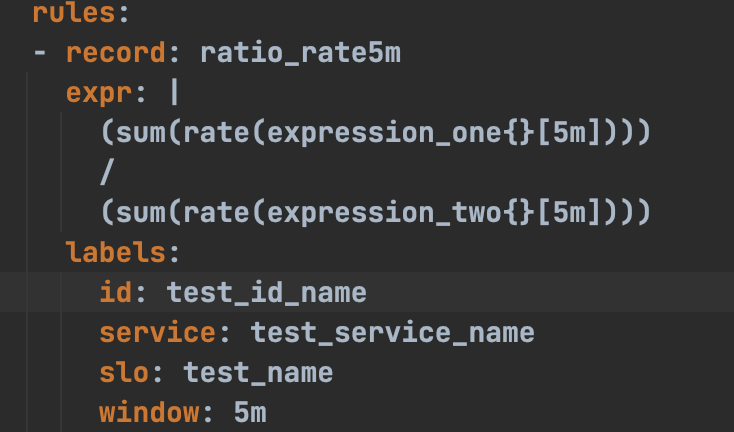 rules:
- record: ratio_rate5m
  expr: |
    (sum(rate(expression_one{}[5m])))
    /
    (sum(rate(expression_two{}[5m])))
  labels:
    id: test_id_name
    service: test_service_name
    slo: test_name
    window: 5m